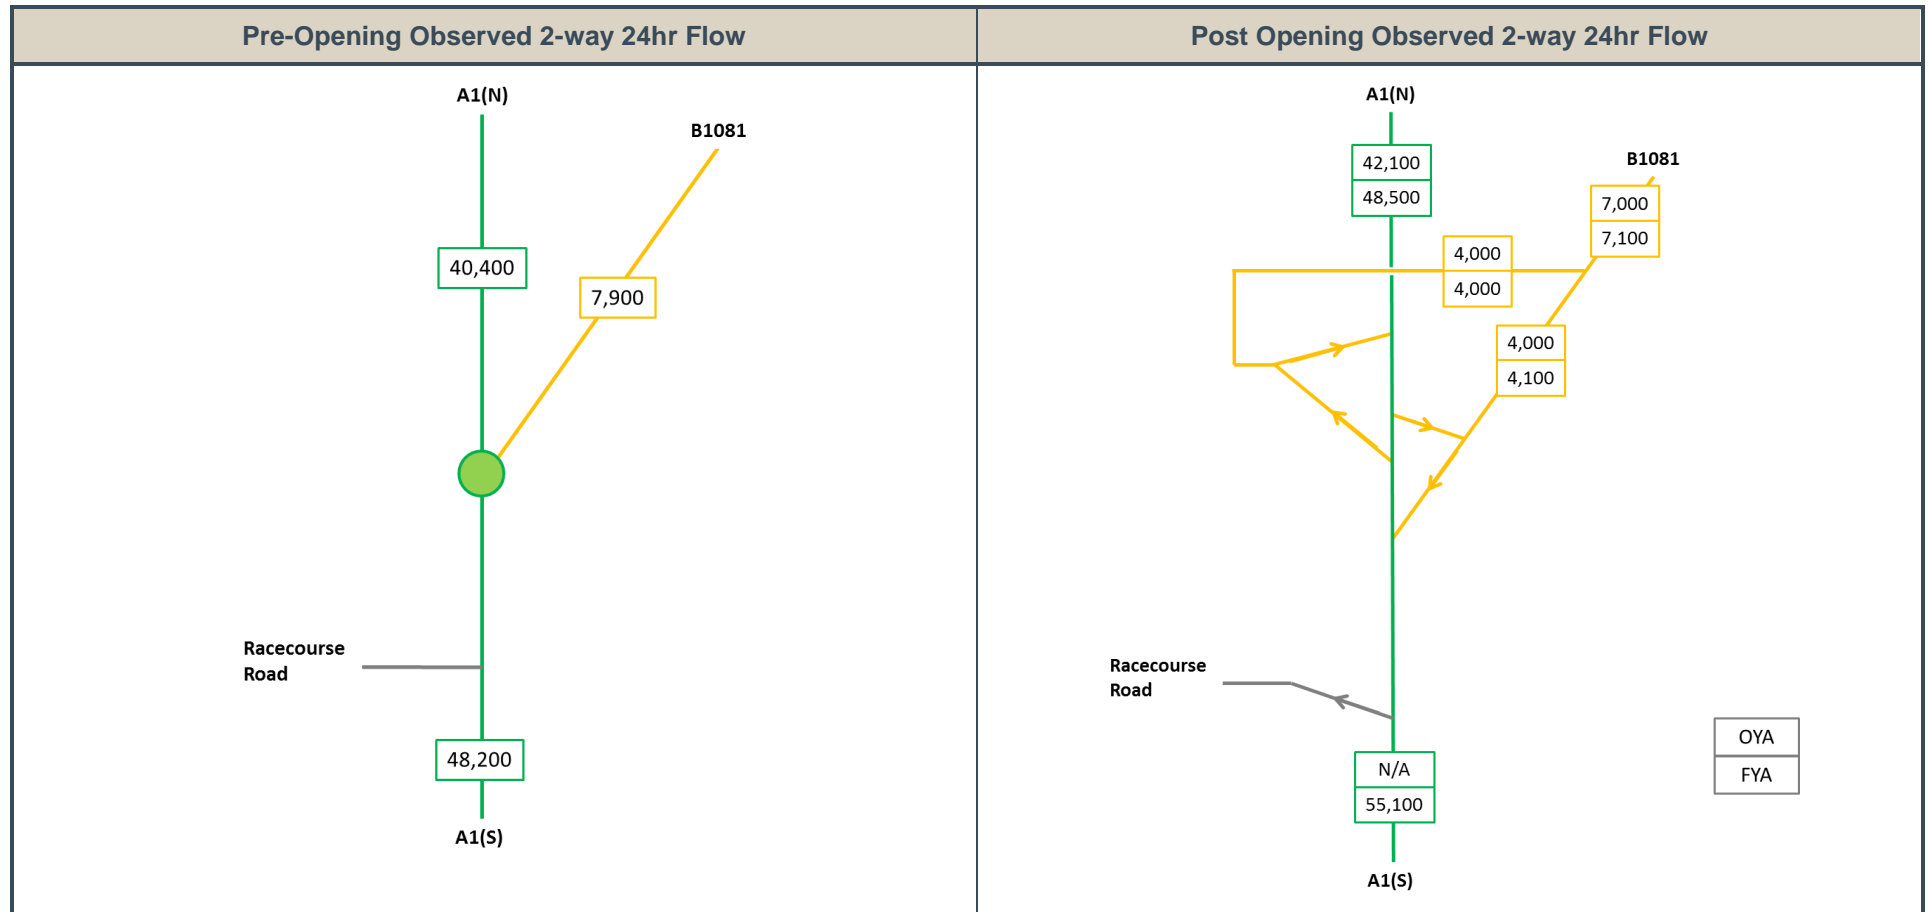 Pre-Opening Observed 2-way 24hr Flow
A1(N)
B1081
40,400
7,900
Racecourse
Road
48,200
A1(S)
Post Opening Observed 2-way 24hr Flow
A1(N)
42,100
48,500
B1081
7,000
7,100
4,000
4,000
4,000
4,100
Racecourse
Road
N/A
55,100
A1(S)
OYA
FYA